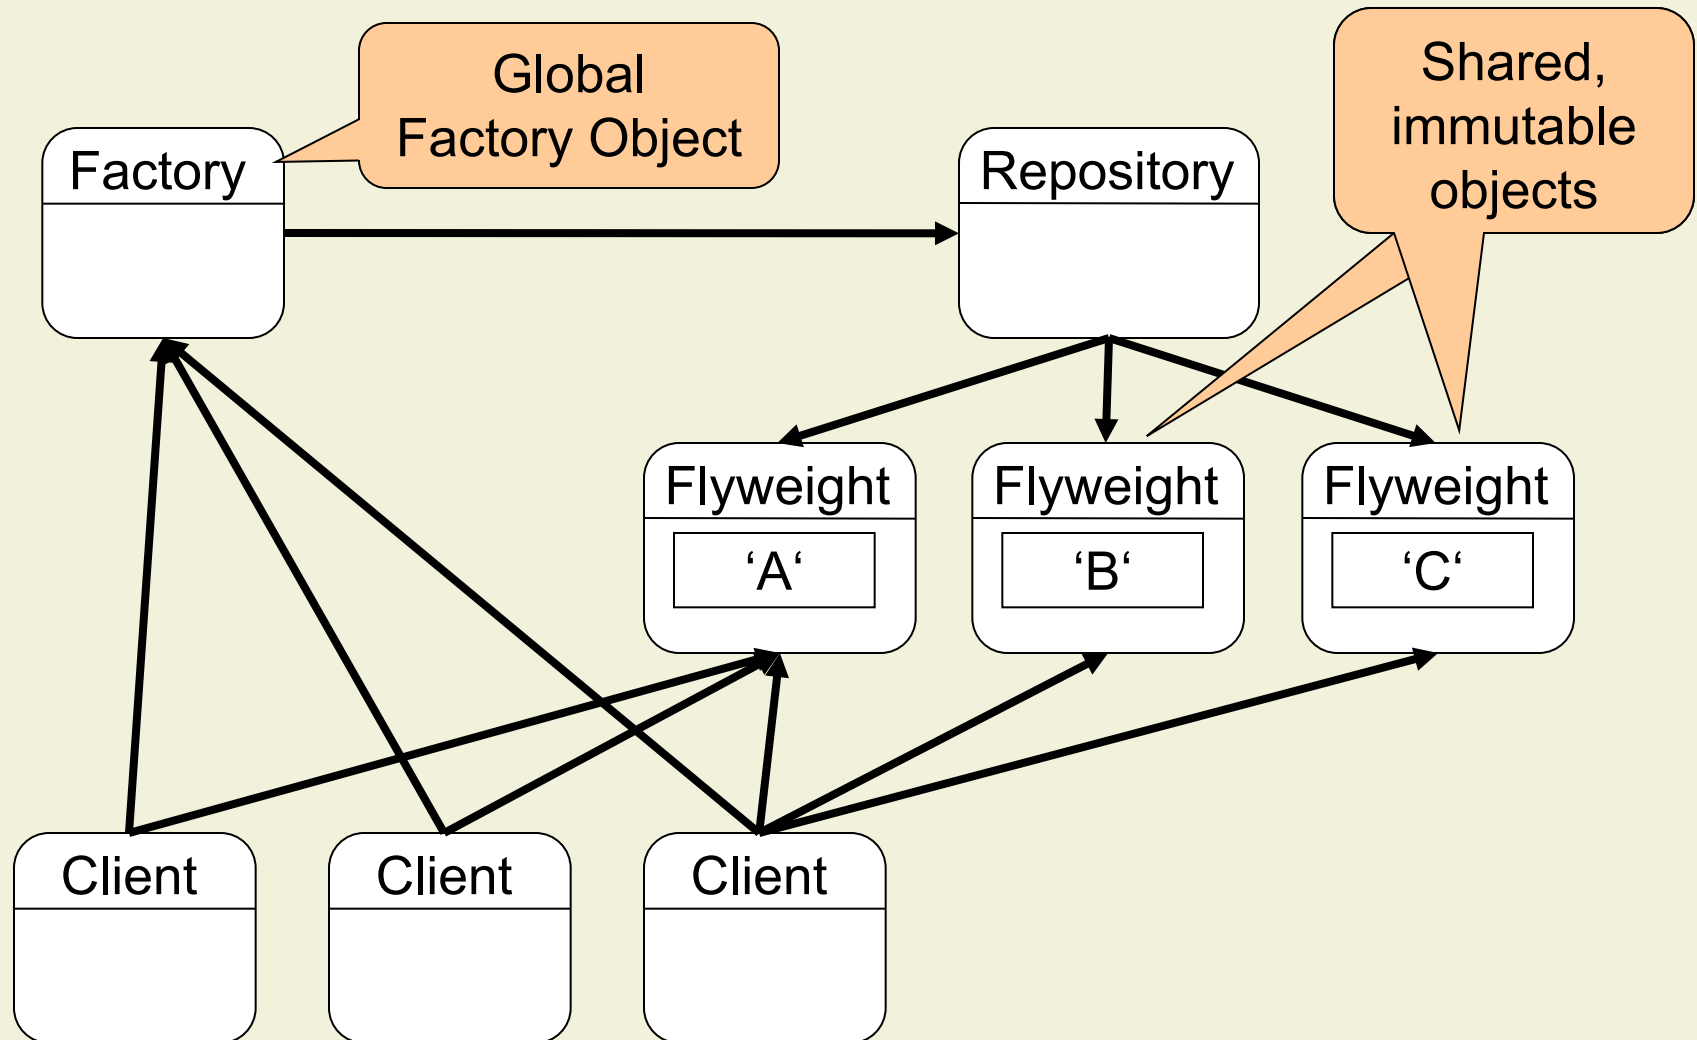 Global
Factory Object
Shared,
immutable
objects
Factory
Repository
Flyweight
Flyweight
Flyweight
‘A‘
‘B‘
‘C‘
Client
Client
Client